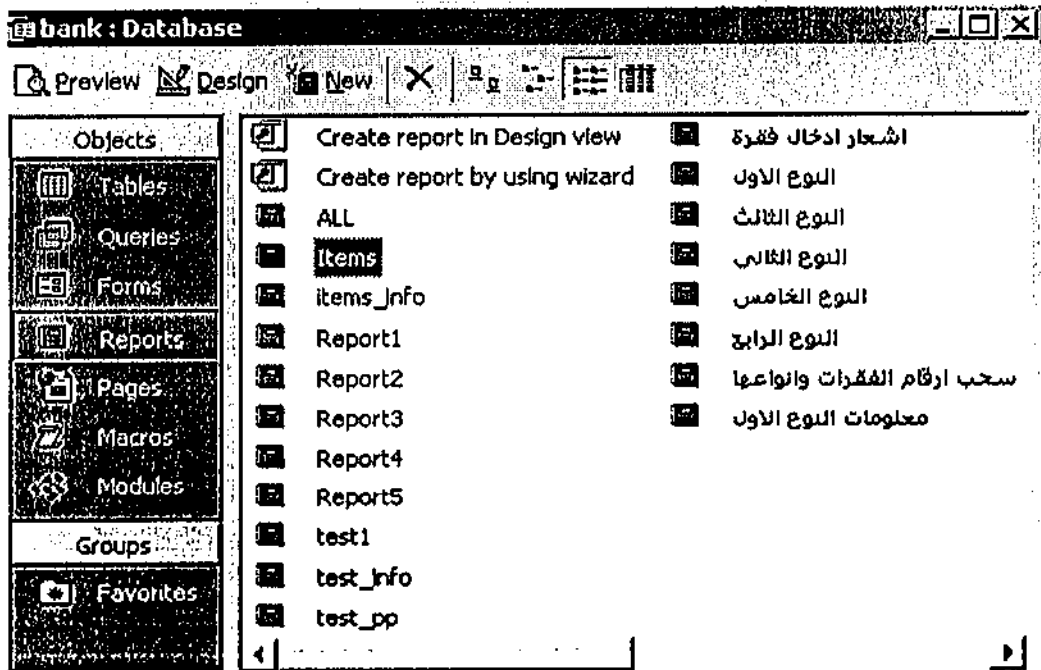 bank : Database
Preview Design New
Objects
Tables
Queries
Forms
Reports
Pages
Macros
Modules
Groups
Favorites
Create report in Design view
Create report by using wizard
ALL
Items
items_info
Report1
Report2
Report3
Report4
Report5
test1
test_info
test_pp
اشعار ادخال فقرة
النوع الاول
النوع الثالث
النوع الثاني
النوع الخامس
النوع الرابع
سحب ارقام الفقرات وانواعها
معلومات النوع الاول